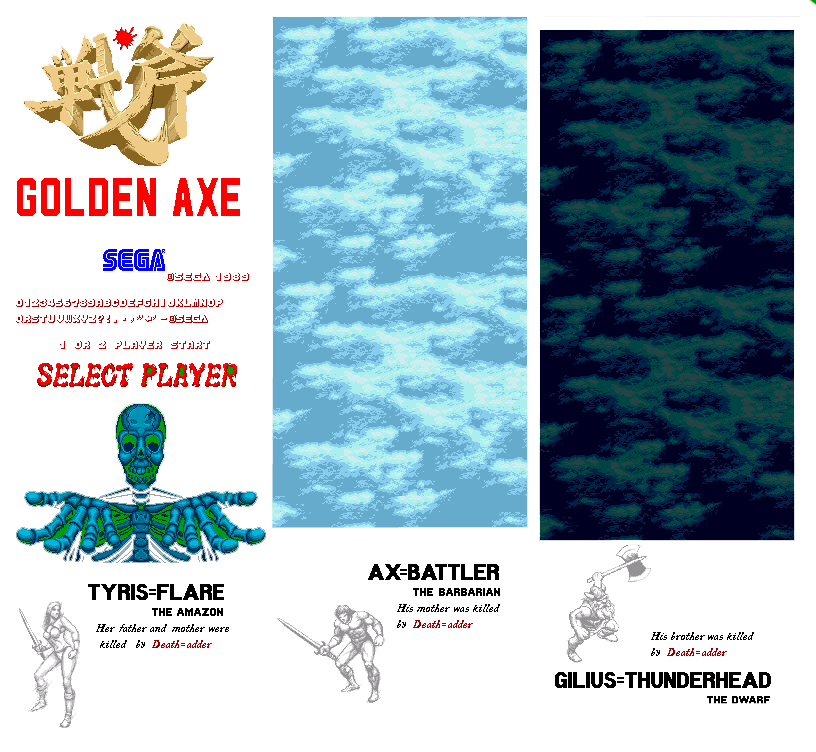 戦斧
GOLDEN AXE
SEGA
©SEGA 1989
0123456789ABCDEFGHIJKLMNOP
QRSTUVWXYZ?!.·,"“”-©SEGA
1 OR 2 PLAYER START
SELECT PLAYER
TYRIS=FLARE
THE AMAZON
Her father and mother were
killed by Death=adder
AX=BATTLER
THE BARBARIAN
His mother was killed
by Death=adder
His brother was killed
by Death=adder
GILIUS=THUNDERHEAD
THE DWARF